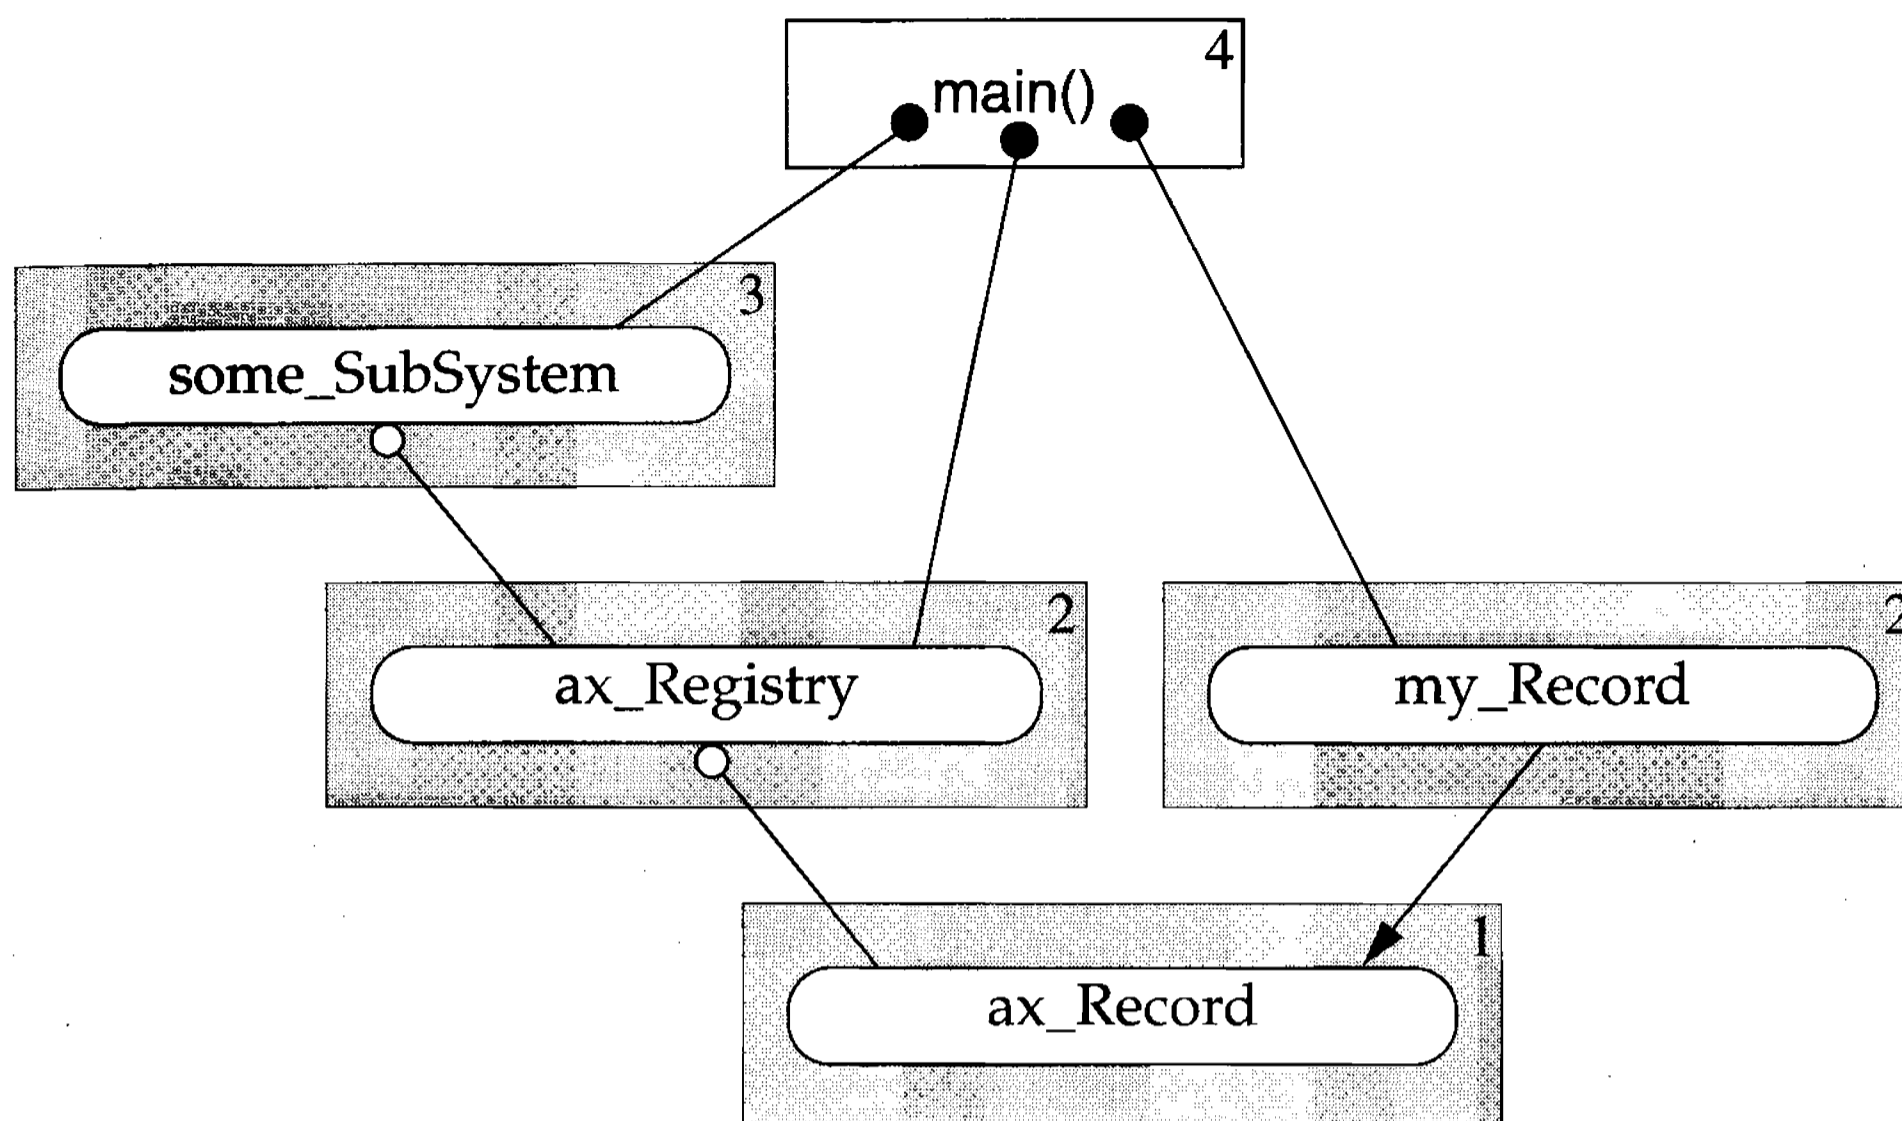 4
main()
3
some_SubSystem
2
ax_Registry
2
my_Record
1
ax_Record